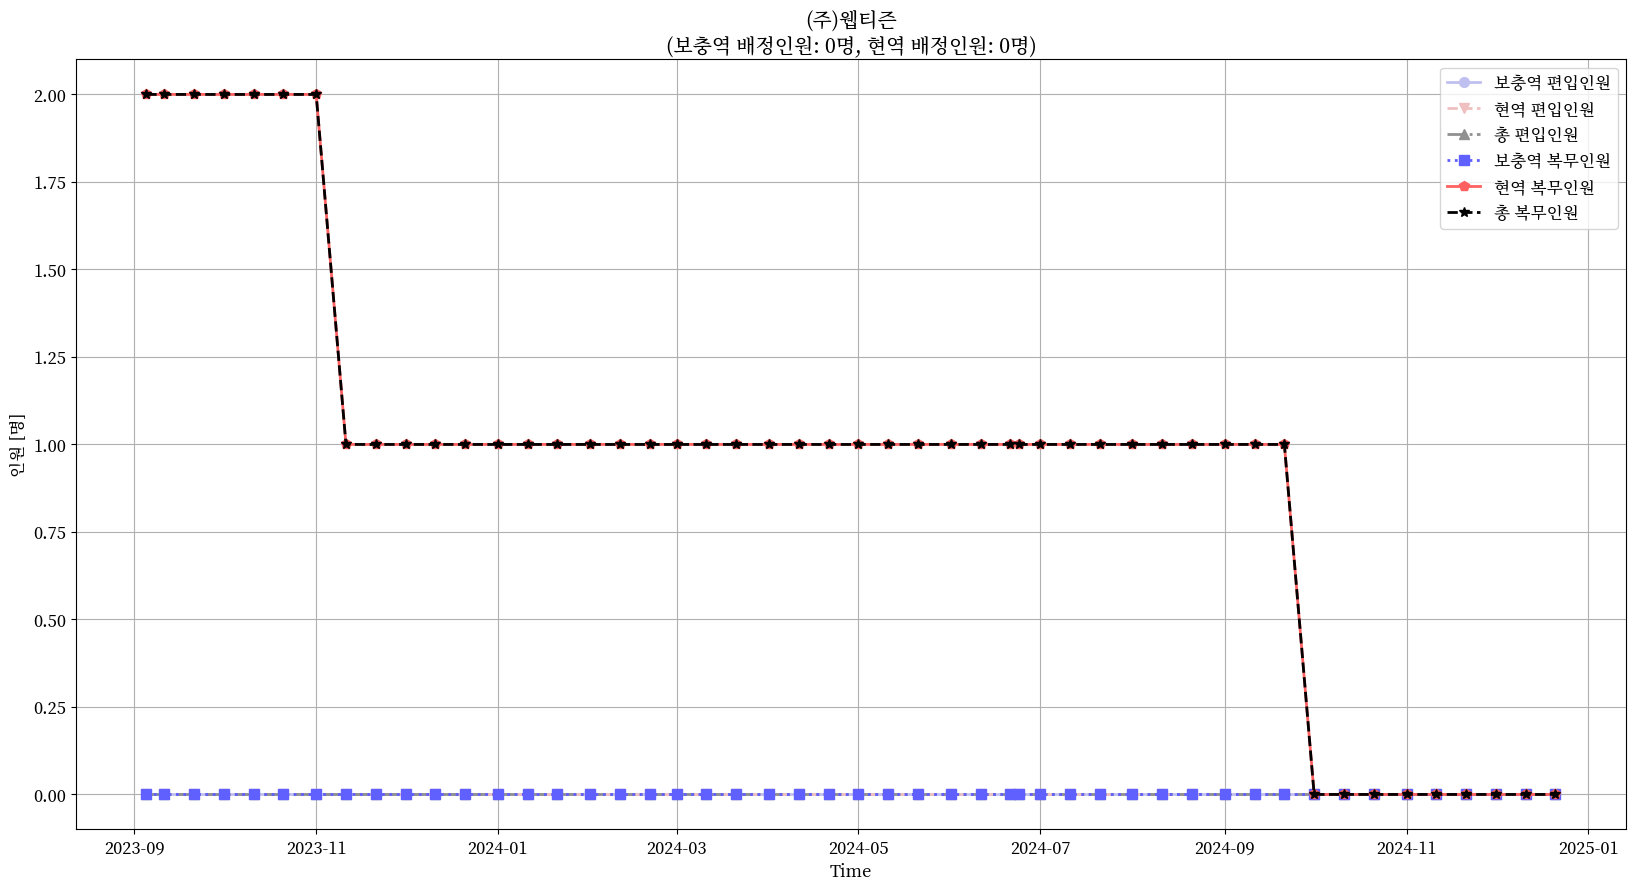 (주)웹티즌
(보충역 배정인원: 0명, 현역 배정인원: 0명)
보충역 편입인원
현역 편입인원
총 편입인원
보충역 복무인원
현역 복무인원
총 복무인원
인원 [명]
2.00
1.75
1.50
1.25
1.00
0.75
0.50
0.25
0.00
2023-09
2023-11
2024-01
2024-03
2024-05
2024-07
2024-09
2024-11
2025-01
Time